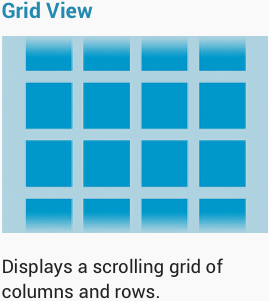 Grid View
Displays a scrolling grid of
columns and rows.